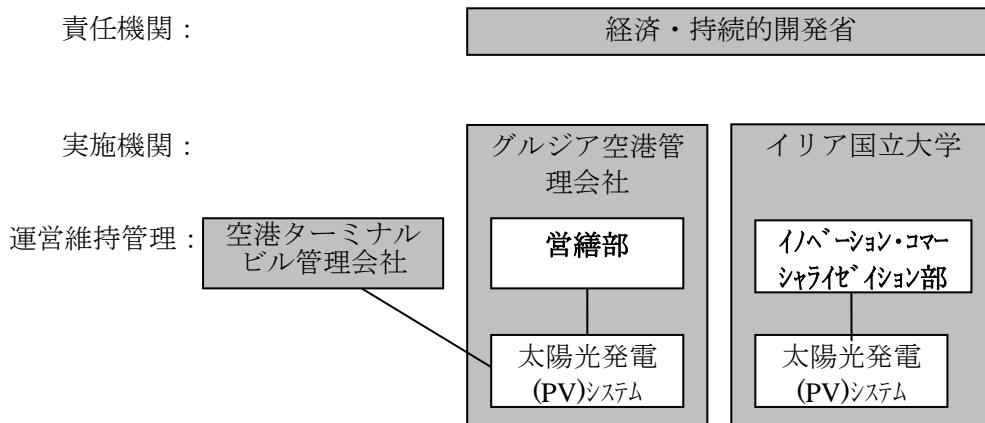 責任機関：
経済・持続的開発省
実施機関：
グルジア空港管
理会社
イリア国立大学
運営維持管理：
空港ターミナル
ビル管理会社
営繕部
ｲﾉﾍﾞｰｼｮﾝ・ｺﾏｰ
ｼｬﾗｲｾﾞｲｼｮﾝ部
太陽光発電
(PV)ｼｽﾃﾑ
太陽光発電
(PV)ｼｽﾃﾑ